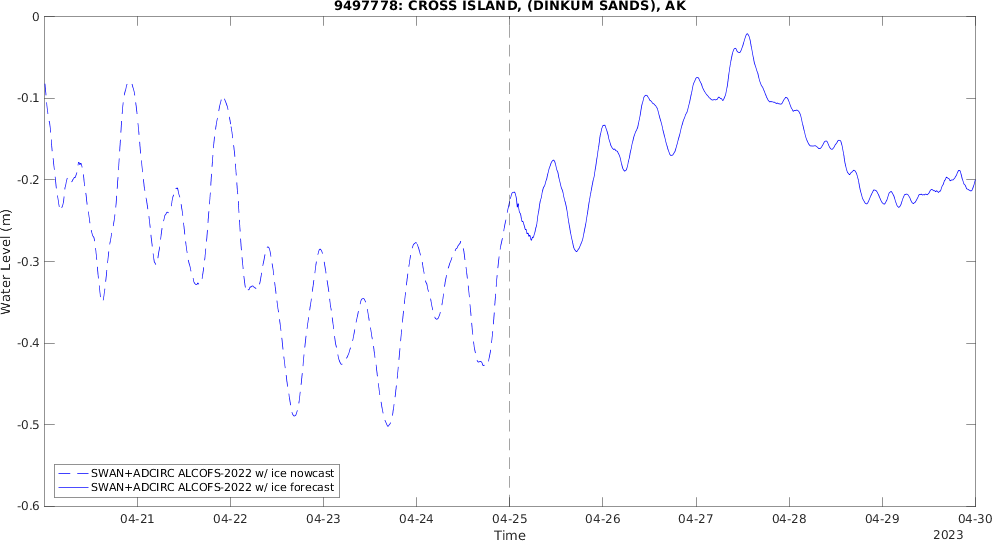 9497778: CROSS ISLAND, (DINKUM SANDS), AK
0
-0.1
-0.2
-0.3
-0.4
-0.5
-0.6
Water Level (m)
SWAN+ADCIRC ALCOFS-2022 w/ ice nowcast
SWAN+ADCIRC ALCOFS-2022 w/ ice forecast
04-21 04-22 04-23 04-24 04-25 04-26 04-27 04-28 04-29 04-30
Time
2023